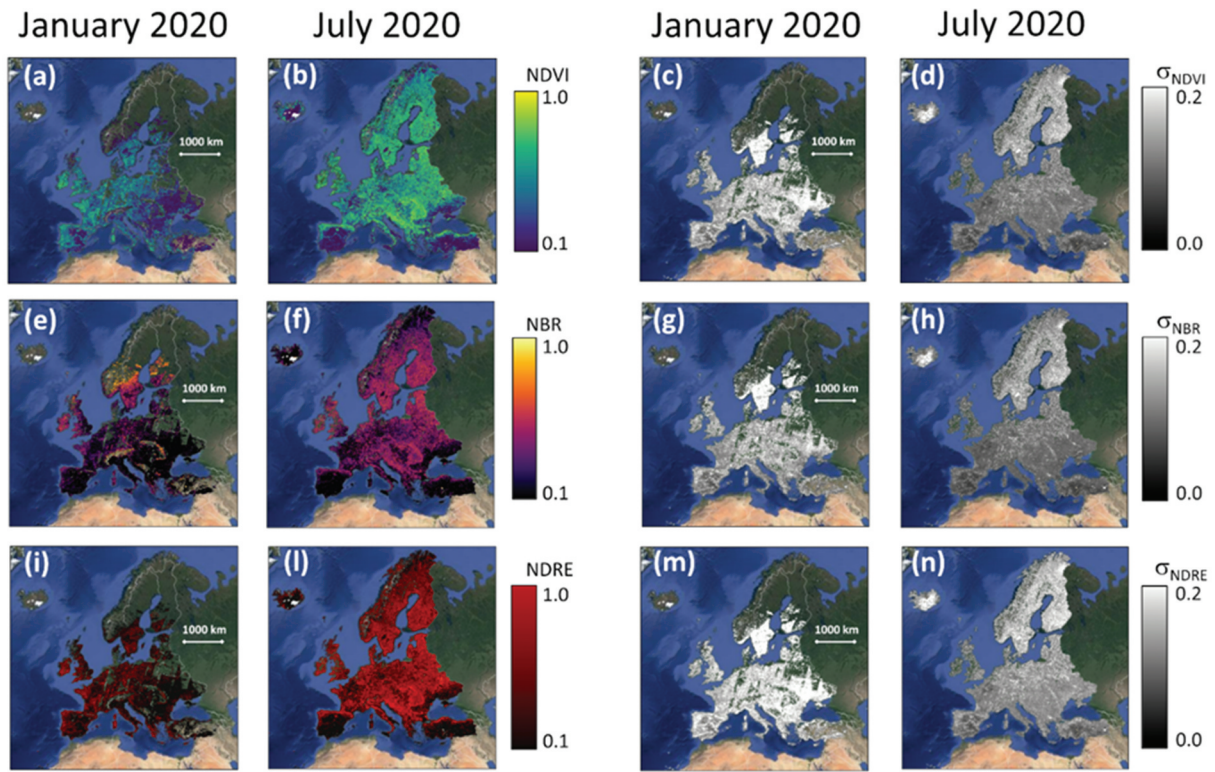 January 2020 July 2020 January 2020 July 2020
(a) (b) NDVI 1.0 0.1 1000 km (c) 1000 km (d) σNDVI 0.2 0.0
(e) (f) NBR 1.0 0.1 1000 km (g) 1000 km (h) σNBR 0.2 0.0
(i) (l) NDRE 1.0 0.1 1000 km (m) 1000 km (n) σNDRE 0.2 0.0